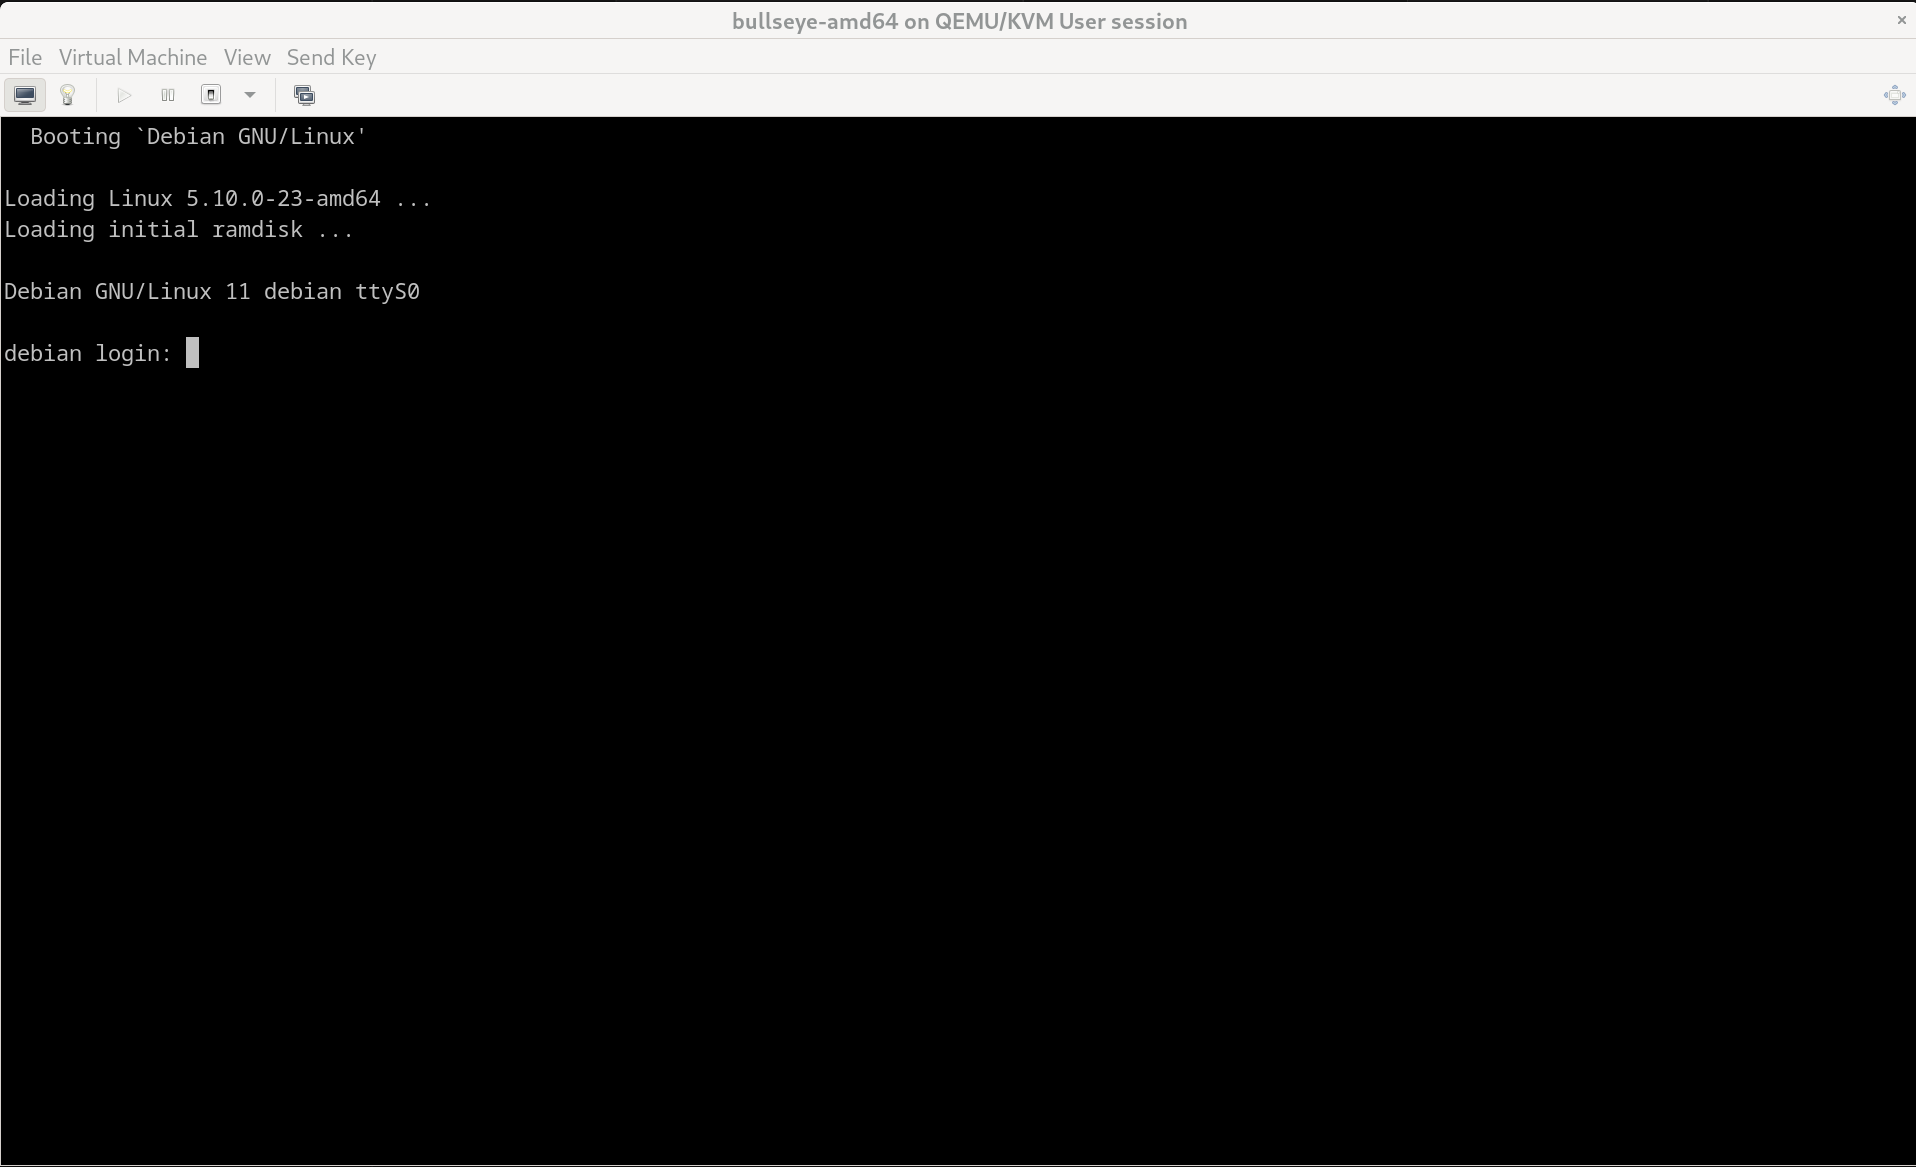 bullseye-amd64 on QEMU/KVM User session
File Virtual Machine View Send Key
Booting `Debian GNU/Linux'
Loading Linux 5.10.0-23-amd64 ...
Loading initial ramdisk ...
Debian GNU/Linux 11 debian ttyS0
debian login: